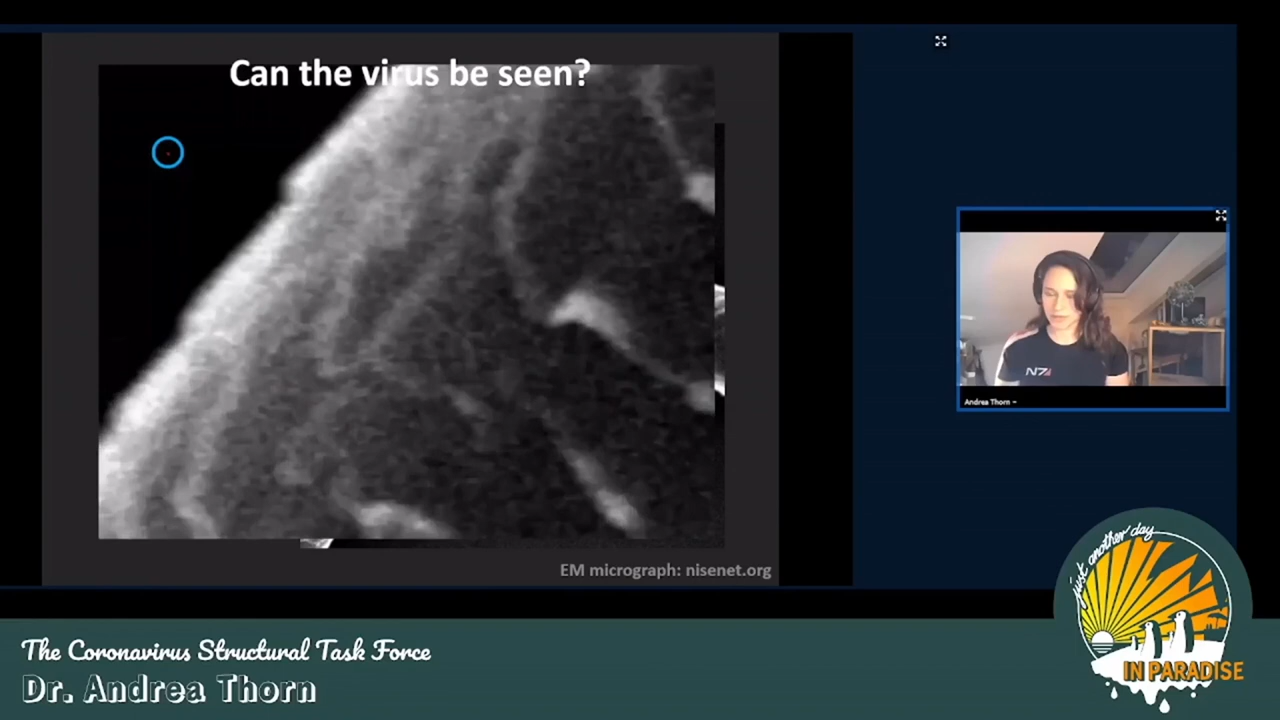 Can the virus be seen?
EM micrograph: nisenet.org
N7
Andrea Thorn ~
The Coronavirus Structural Task Force
Dr. Andrea Thorn
just another day
IN PARADISE